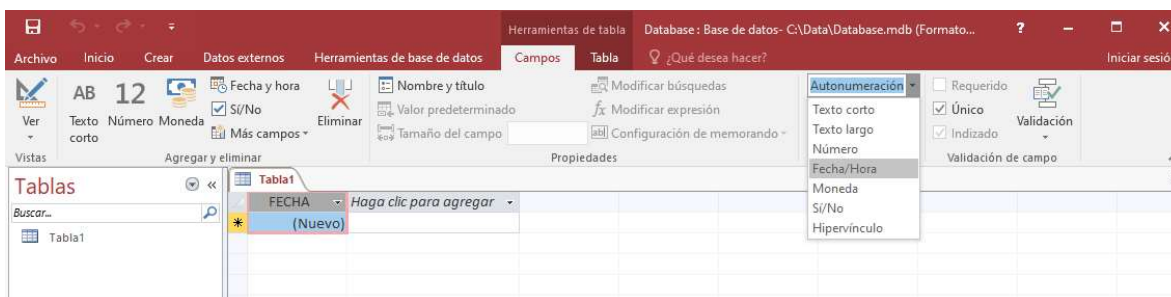 Herramientas de tabla Database : Base de datos- C:\Data\Database.mdb (Formato... ?
Archivo Inicio Crear Datos externos Herramientas de base de datos Campos Tabla ¿Qué desea hacer? Iniciar sesió
Ver
Vistas
AB
Texto corto
12
Número
Moneda
Fecha y hora
Sí/No
Más campos
Eliminar
Agregar y eliminar
Nombre y título
Valor predeterminado
Tamaño del campo
Modificar búsquedas
fx Modificar expresión
ab Configuración de memorando
Propiedades
Autonumeración
Texto corto
Texto largo
Número
Fecha/Hora
Moneda
Sí/No
Hipervínculo
Requerido
Único
Indizado
Validación
Validación de campo
Tablas
Buscar...
Tabla1
Tabla1
FECHA Haga clic para agregar
(Nuevo)